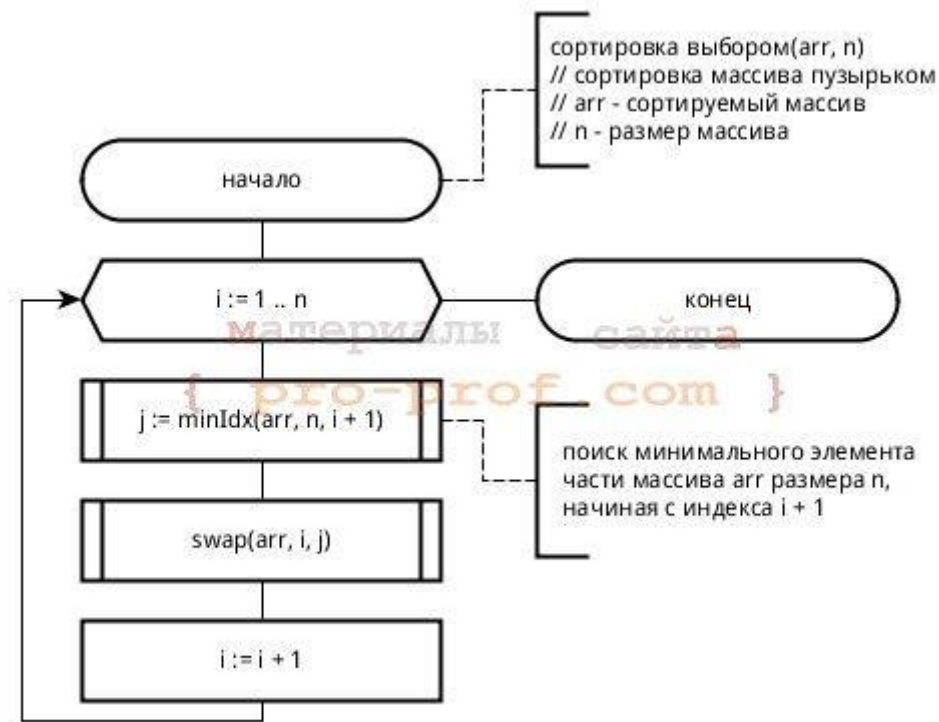 сортировка выбором(arr, n)
// сортировка массива пузырьком
// arr - сортируемый массив
// n - размер массива
начало
i := 1 .. n
конец
материалы сайта
{ pro-prof.com }
j := minIdx(arr, n, i + 1)
поиск минимального элемента
части массива arr размера n,
начиная с индекса i + 1
swap(arr, i, j)
i := i + 1